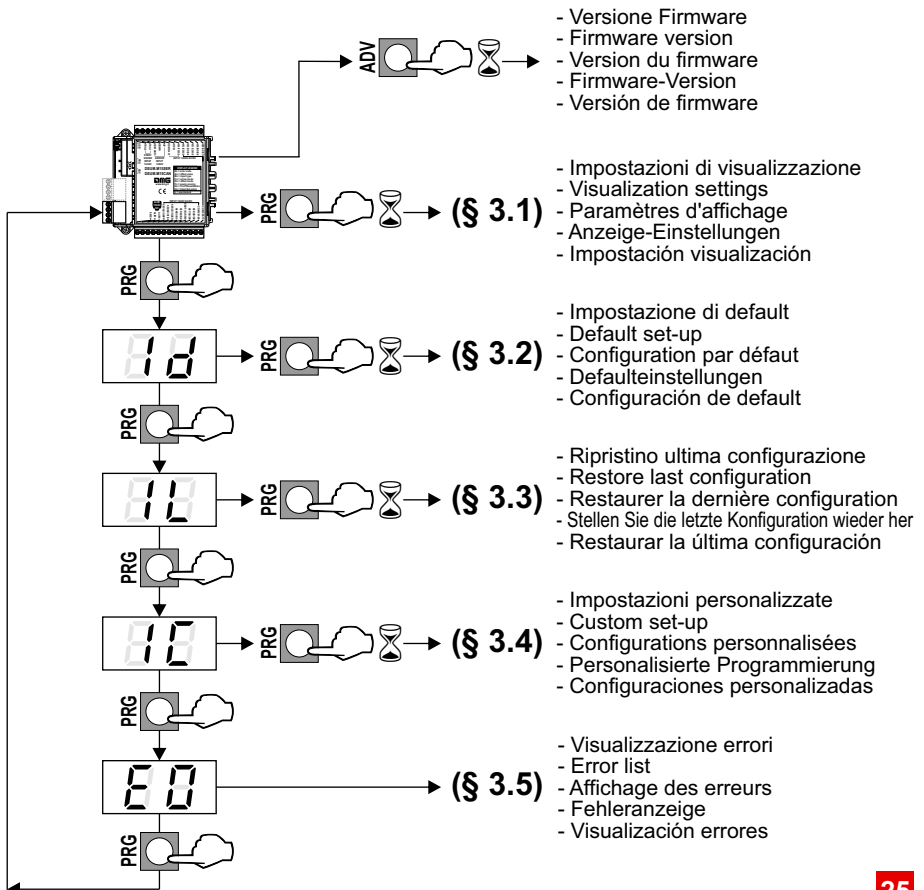 ADV
- Versione Firmware
- Firmware version
- Version du firmware
- Firmware-Version
- Versión de firmware
DMG
CE
PRG
(§ 3.1)
- Impostazioni di visualizzazione
- Visualization settings
- Paramètres d'affichage
- Anzeige-Einstellungen
- Impostación visualización
PRG
1d
PRG
(§ 3.2)
- Impostazione di default
- Default set-up
- Configuration par défaut
- Defaulteinstellungen
- Configuración de default
PRG
1L
PRG
(§ 3.3)
- Ripristino ultima configurazione
- Restore last configuration
- Restaurer la dernière configuration
- Stellen Sie die letzte Konfiguration wieder her
- Restaurar la última configuración
PRG
1C
PRG
(§ 3.4)
- Impostazioni personalizzate
- Custom set-up
- Configurations personnalisées
- Personalisierte Programmierung
- Configuraciones personalizadas
PRG
E0
(§ 3.5)
- Visualizzazione errori
- Error list
- Affichage des erreurs
- Fehleranzeige
- Visualización errores
PRG
25